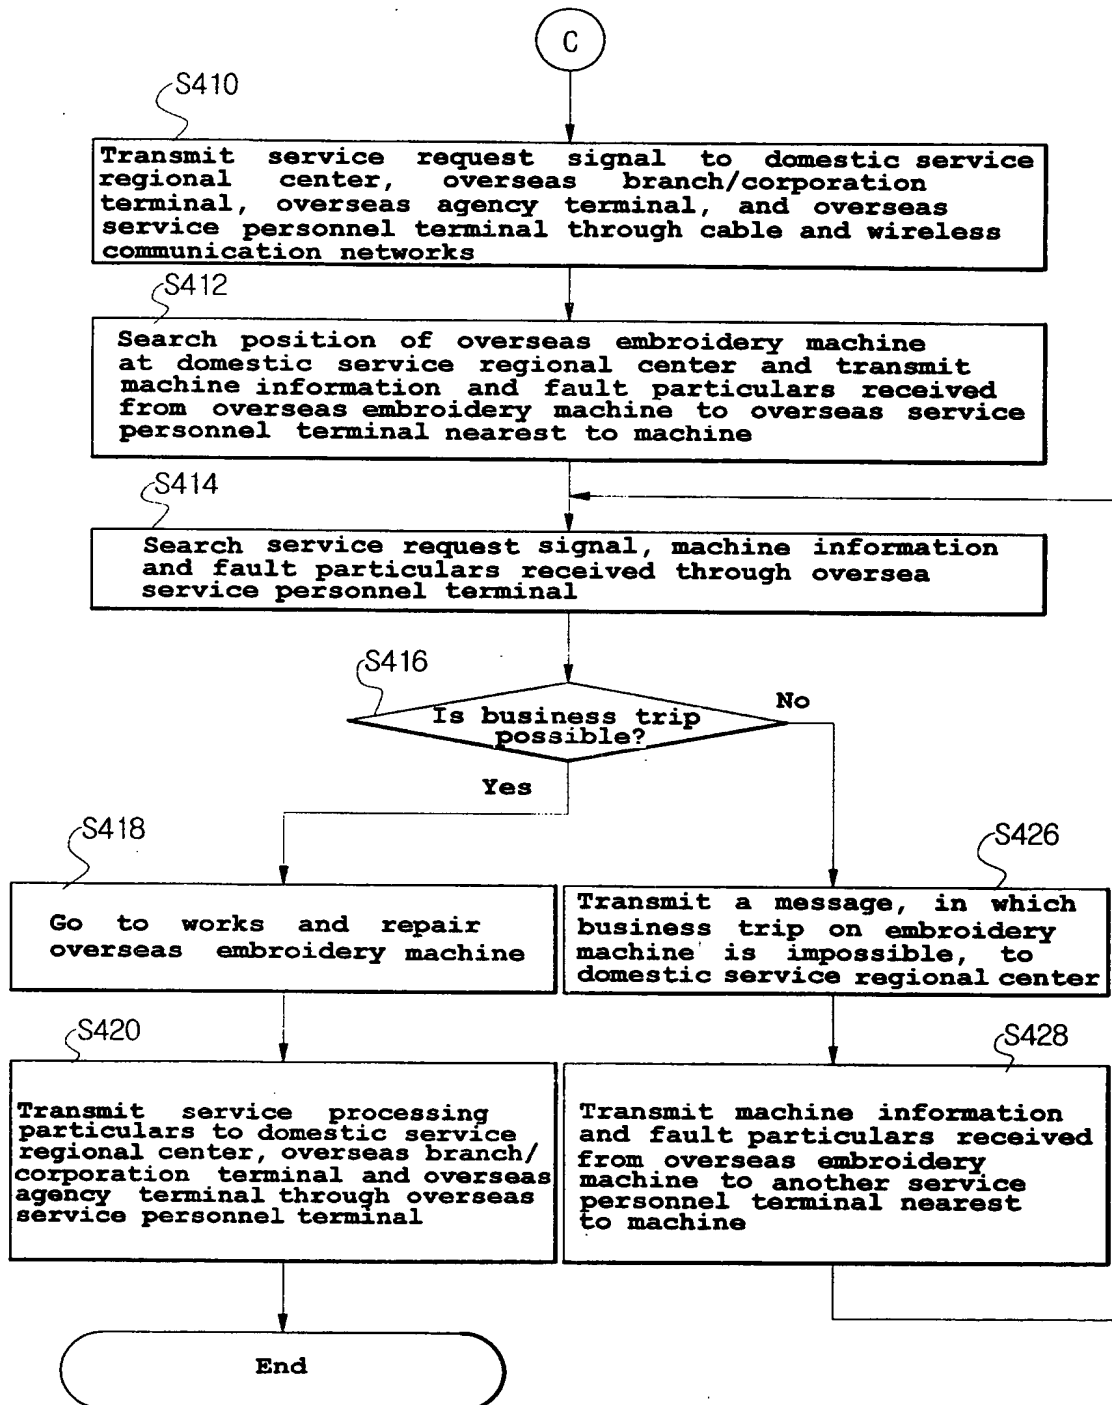 C
S410
Transmit service request signal to domestic service
regional center, overseas branch/corporation
terminal, overseas agency terminal, and overseas
service personnel terminal through cable and wireless
communication networks
S412
Search position of overseas embroidery machine
at domestic service regional center and transmit
machine information and fault particulars received
from overseas embroidery machine to overseas service
personnel terminal nearest to machine
S414
Search service request signal, machine information
and fault particulars received through oversea
service personnel terminal
S416
Is business trip
possible?
No
Yes
S418
Go to works and repair
overseas embroidery machine
S426
Transmit a message, in which
business trip on embroidery
machine is impossible, to
domestic service regional center
S420
Transmit service processing
particulars to domestic service
regional center, overseas branch/
corporation terminal and overseas
agency terminal through overseas
service personnel terminal
S428
Transmit machine information
and fault particulars received
from overseas embroidery
machine to another service
personnel terminal nearest
to machine
End